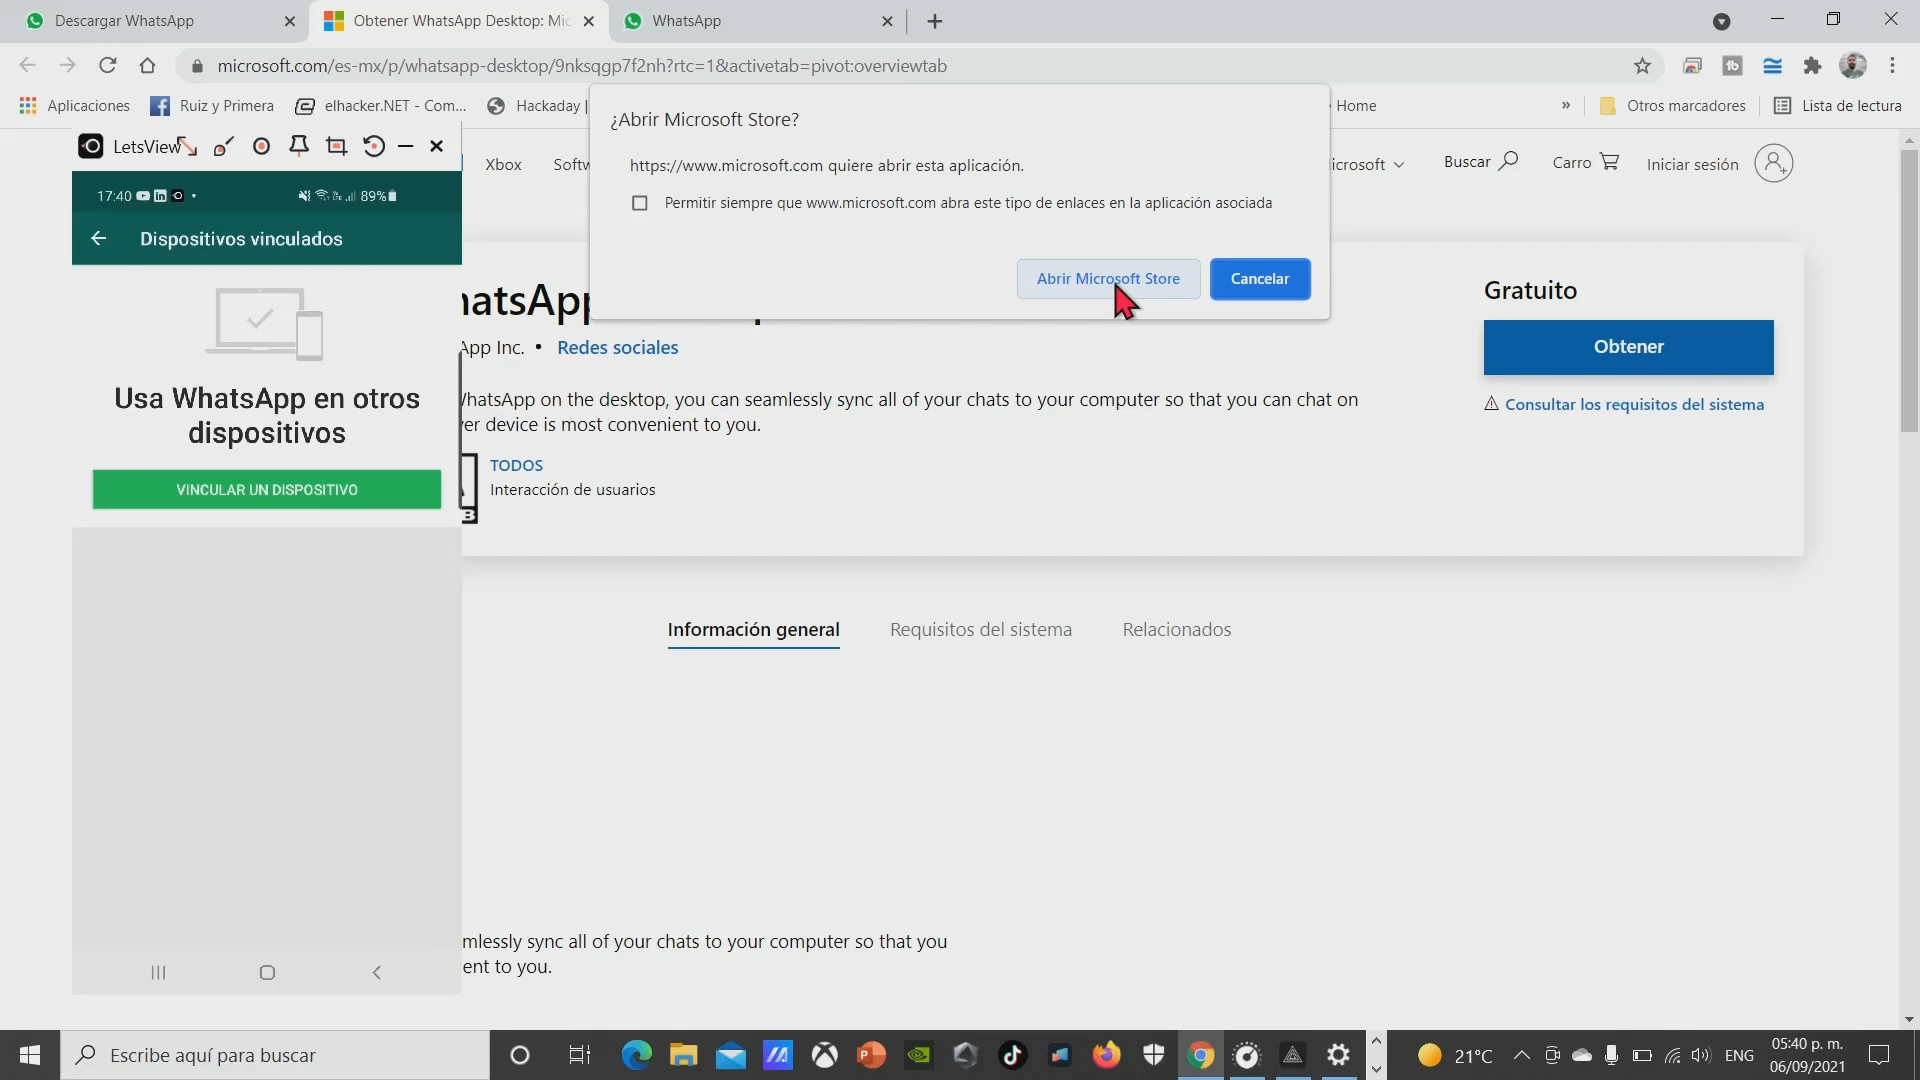 Descargar WhatsApp
Obtener WhatsApp Desktop: Mic
WhatsApp
microsoft.com/es-mx/p/whatsapp-desktop/9nksqgp7f2nh?rtc=1&activetab=pivot:overviewtab
Aplicaciones
Ruiz y Primera
elhacker.NET - Com...
Hackaday |
Home
Otros marcadores
Lista de lectura
LetsView
Xbox
Softw
icrosoft
Buscar
Carro
Iniciar sesión
¿Abrir Microsoft Store?
https://www.microsoft.com quiere abrir esta aplicación.
Permitir siempre que www.microsoft.com abra este tipo de enlaces en la aplicación asociada
Abrir Microsoft Store
Cancelar
17:40
89%
Dispositivos vinculados
Usa WhatsApp en otros
dispositivos
VINCULAR UN DISPOSITIVO
hatsApp
App Inc. • Redes sociales
WhatsApp on the desktop, you can seamlessly sync all of your chats to your computer so that you can chat on
er device is most convenient to you.
TODOS
Interacción de usuarios
Gratuito
Obtener
Consultar los requisitos del sistema
Información general
Requisitos del sistema
Relacionados
mlessly sync all of your chats to your computer so that you
ent to you.
Escribe aquí para buscar
21°C
ENG
05:40 p. m.
06/09/2021